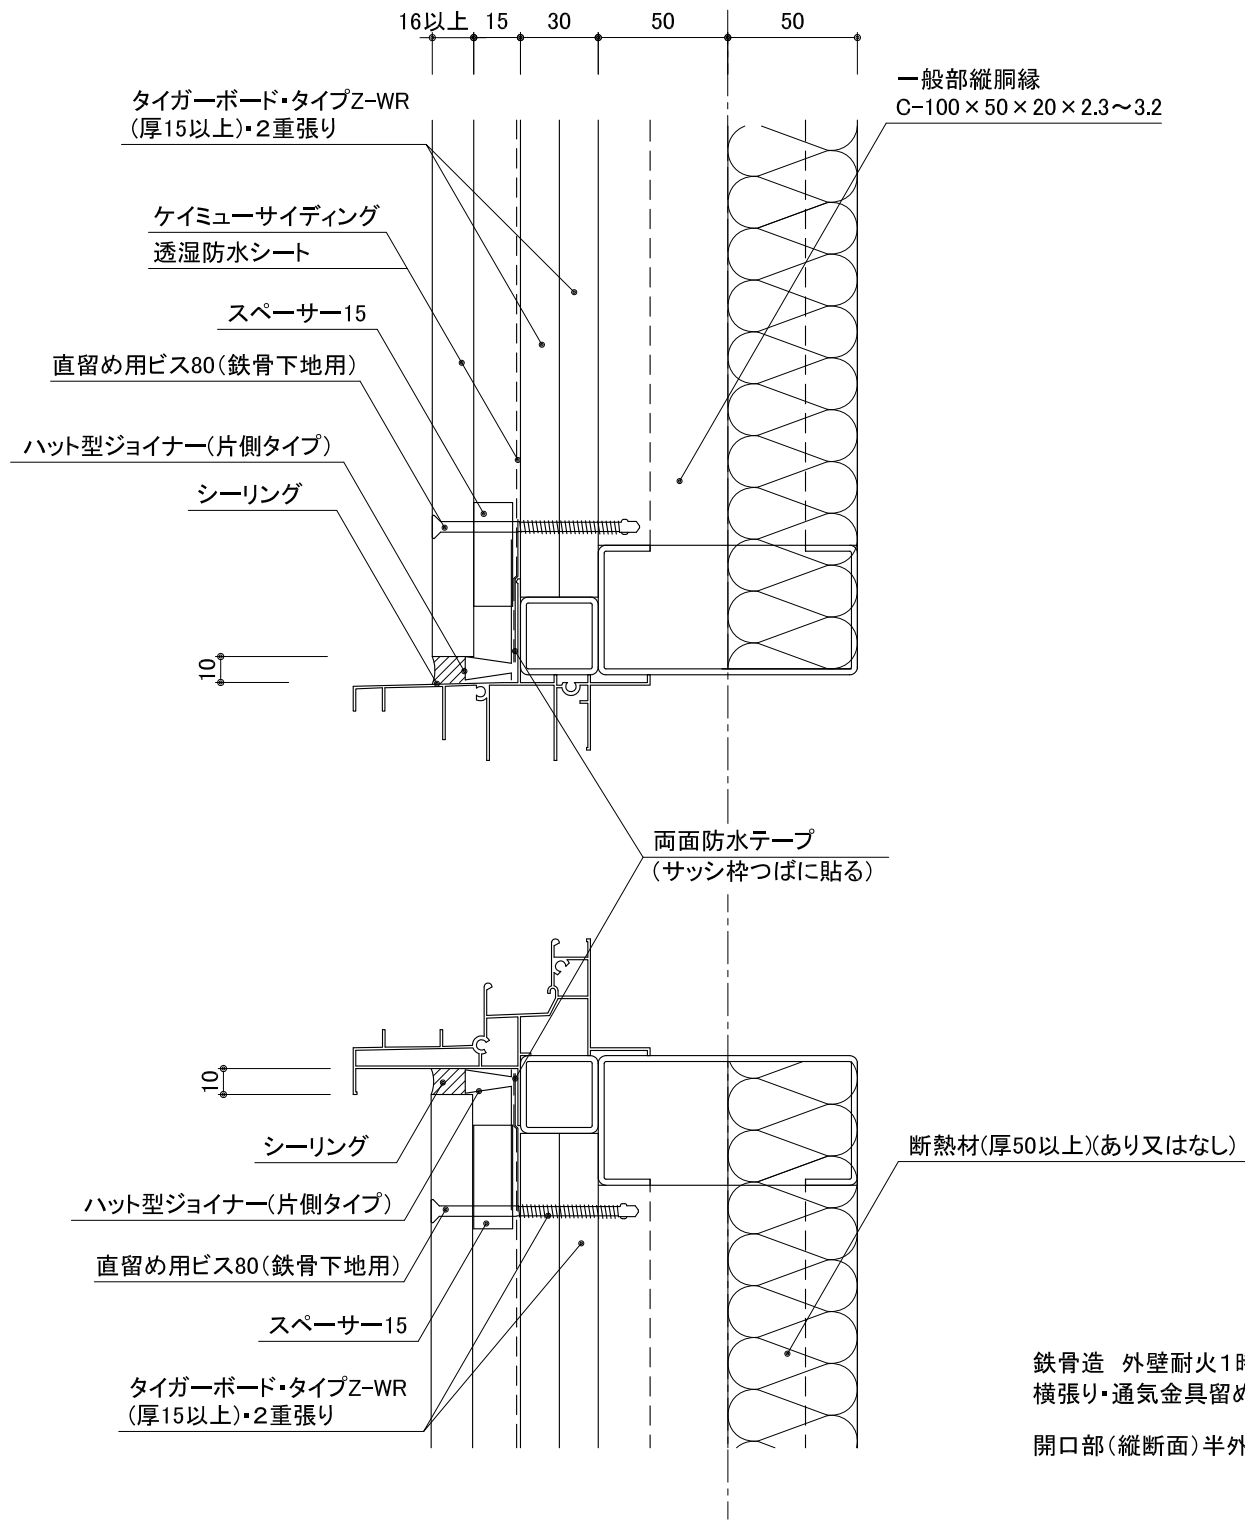 16以上 15 30 50 50
一般部縦胴縁
C-100×50×20×2.3～3.2
タイガーボード・タイプZ-WR
(厚15以上)・2重張り
ケイミューサイディング
透湿防水シート
スペーサー15
直留め用ビス80(鉄骨下地用)
ハット型ジョイナー(片側タイプ)
シーリング
10
両面防水テープ
(サッシ枠つばに貼る)
10
シーリング
断熱材(厚50以上)(あり又はなし)
ハット型ジョイナー(片側タイプ)
直留め用ビス80(鉄骨下地用)
スペーサー15
タイガーボード・タイプZ-WR
(厚15以上)・2重張り
鉄骨造 外壁耐火1時
横張り・通気金具留め
開口部(縦断面)半外